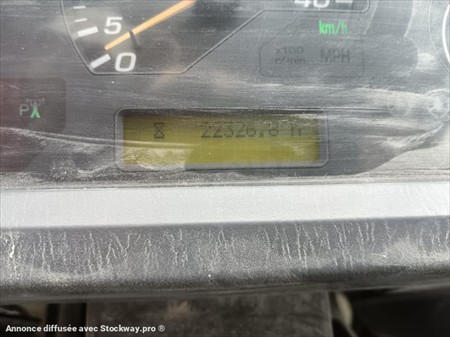 5
0
40
km/h
x100
r/min
MPH
P
22326.8 h
Annonce diffusée avec Stockway.pro ®